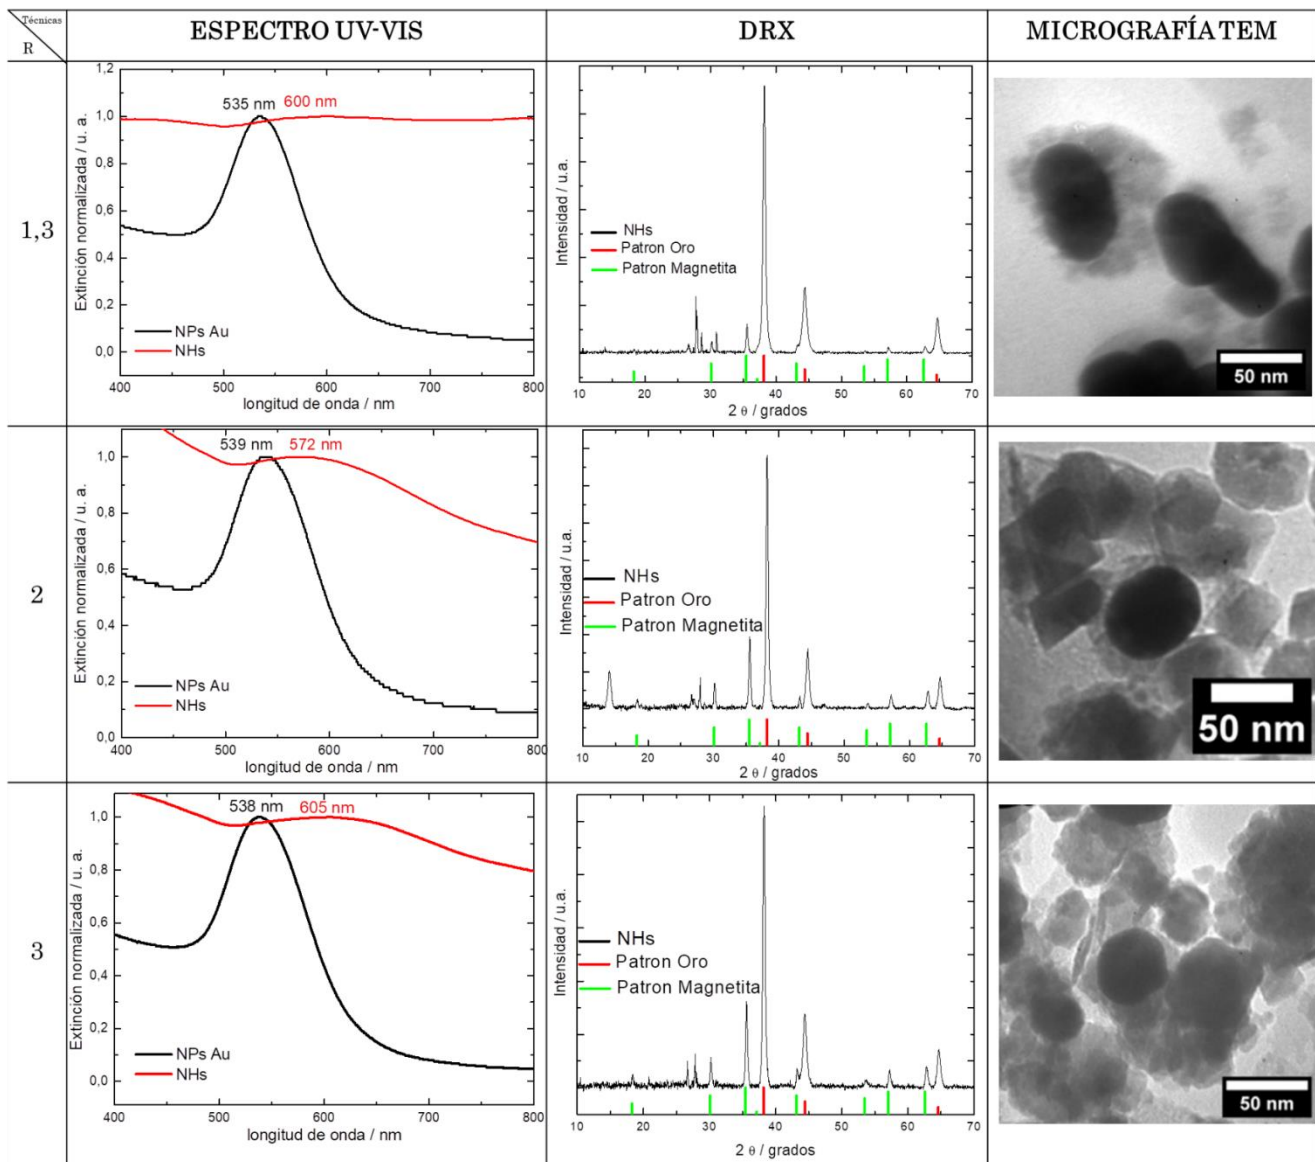 Técnicas
R
ESPECTRO UV-VIS
DRX
MICROGRAFÍA TEM
1,3
Extinción normalizada / u. a.
1,2
1,0
0,8
0,6
0,4
0,2
0,0
535 nm
600 nm
NPs Au
NHs
400 500 600 700 800
longitud de onda / nm
Intensidad / u.a.
NHs
Patron Oro
Patron Magnetita
10 20 30 40 50 60 70
2 θ / grados
50 nm
2
Extinción normalizada / u. a.
1,0
0,8
0,6
0,4
0,2
0,0
539 nm
572 nm
NPs Au
NHs
400 500 600 700 800
longitud de onda / nm
Intensidad / u.a.
NHs
Patron Oro
Patron Magnetita
10 20 30 40 50 60 70
2 θ / grados
50 nm
3
Extinción normalizada / u. a.
1,0
0,8
0,6
0,4
0,2
0,0
538 nm
605 nm
NPs Au
NHs
400 500 600 700 800
longitud de onda / nm
Intensidad / u.a.
NHs
Patron Oro
Patron Magnetita
10 20 30 40 50 60 70
2 θ / grados
50 nm